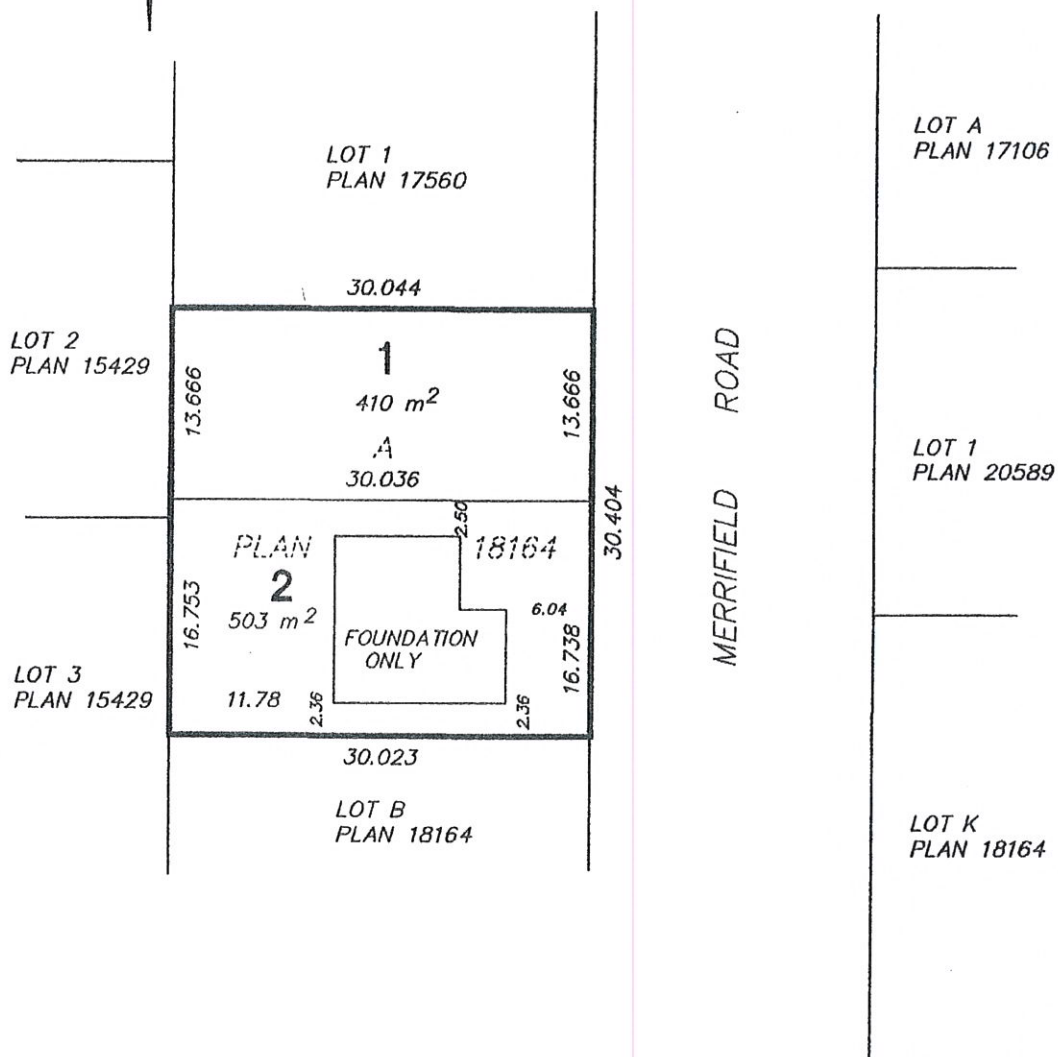 LOT A
PLAN 17106
LOT 1
PLAN 17560
30.044
LOT 2
PLAN 15429
1
410 m²
13.666
13.666
A
30.036
MERRIFIELD ROAD
LOT 1
PLAN 20589
30.404
2.50
PLAN 18164
2
503 m²
16.753
6.04
FOUNDATION
ONLY
16.738
LOT 3
PLAN 15429
11.78
2.36
2.36
30.023
LOT B
PLAN 18164
LOT K
PLAN 18164